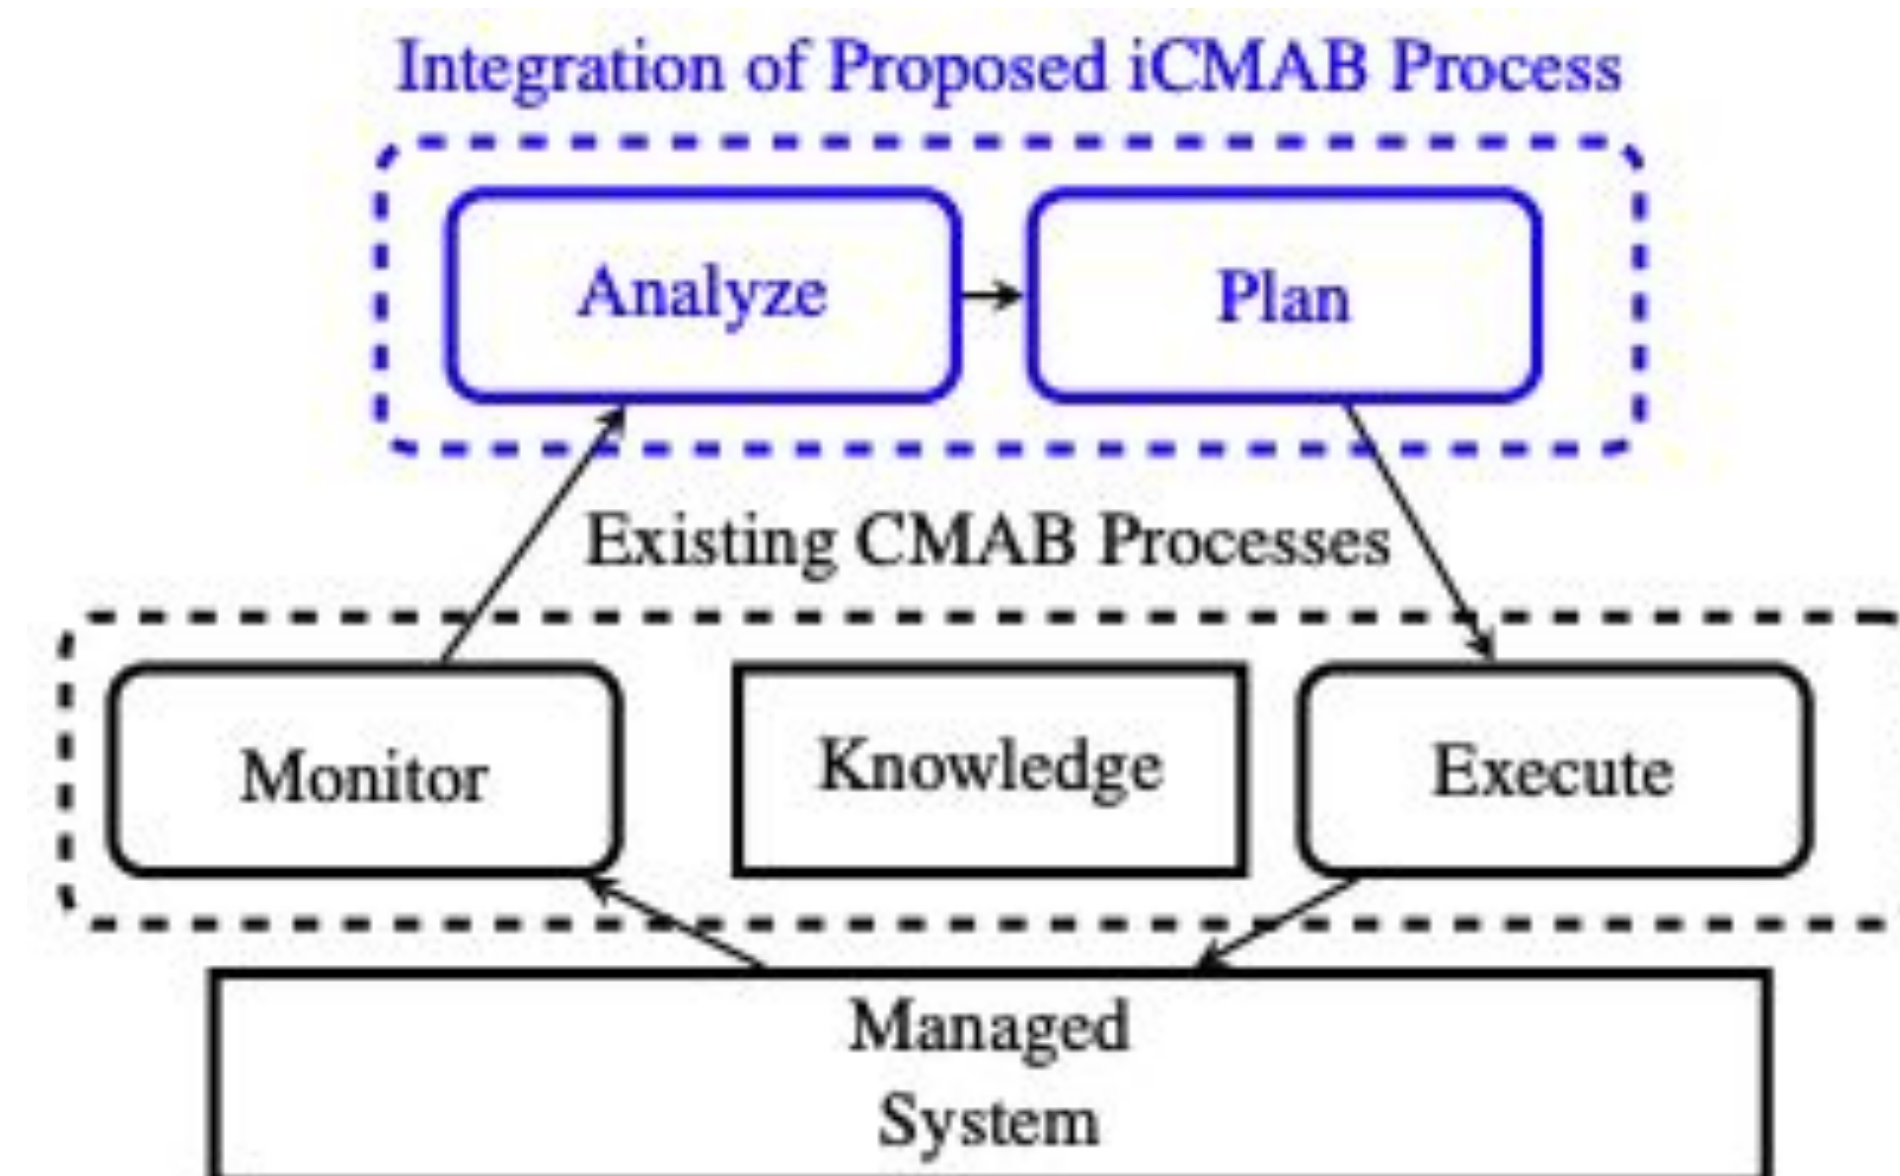 Integration of Proposed iCMAB Process
Analyze
Plan
Existing CMAB Processes
Monitor
Knowledge
Execute
Managed
System